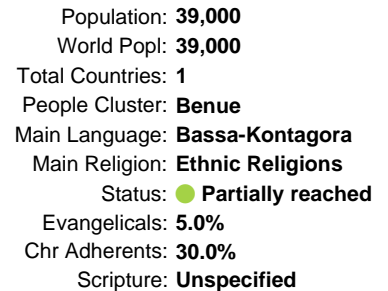 Population: 39,000
World Popl: 39,000
Total Countries: 1
People Cluster: Benue
Main Language: Bassa-Kontagora
Main Religion: Ethnic Religions
Status: Partially reached
Evangelicals: 5.0%
Chr Adherents: 30.0%
Scripture: Unspecified